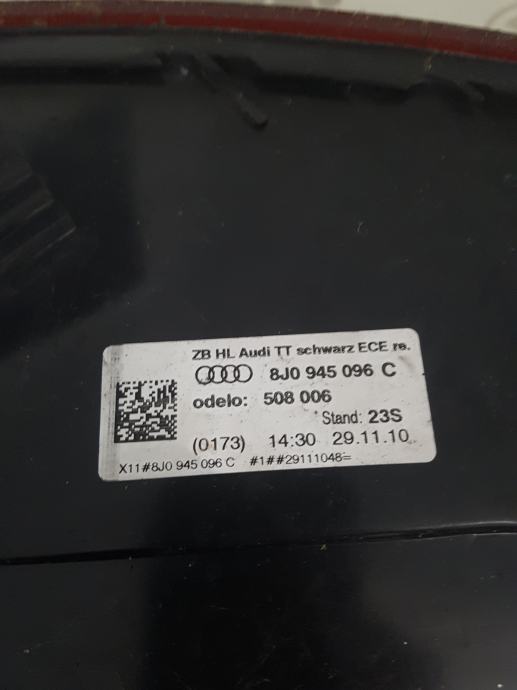 ZB HL Audi TT schwarz ECE re.
8J0 945 096 C
odelo: 508 006
Stand: 23S
(0173) 14:30 29.11.10
X11#8J0 945 096 C #1##29111048=